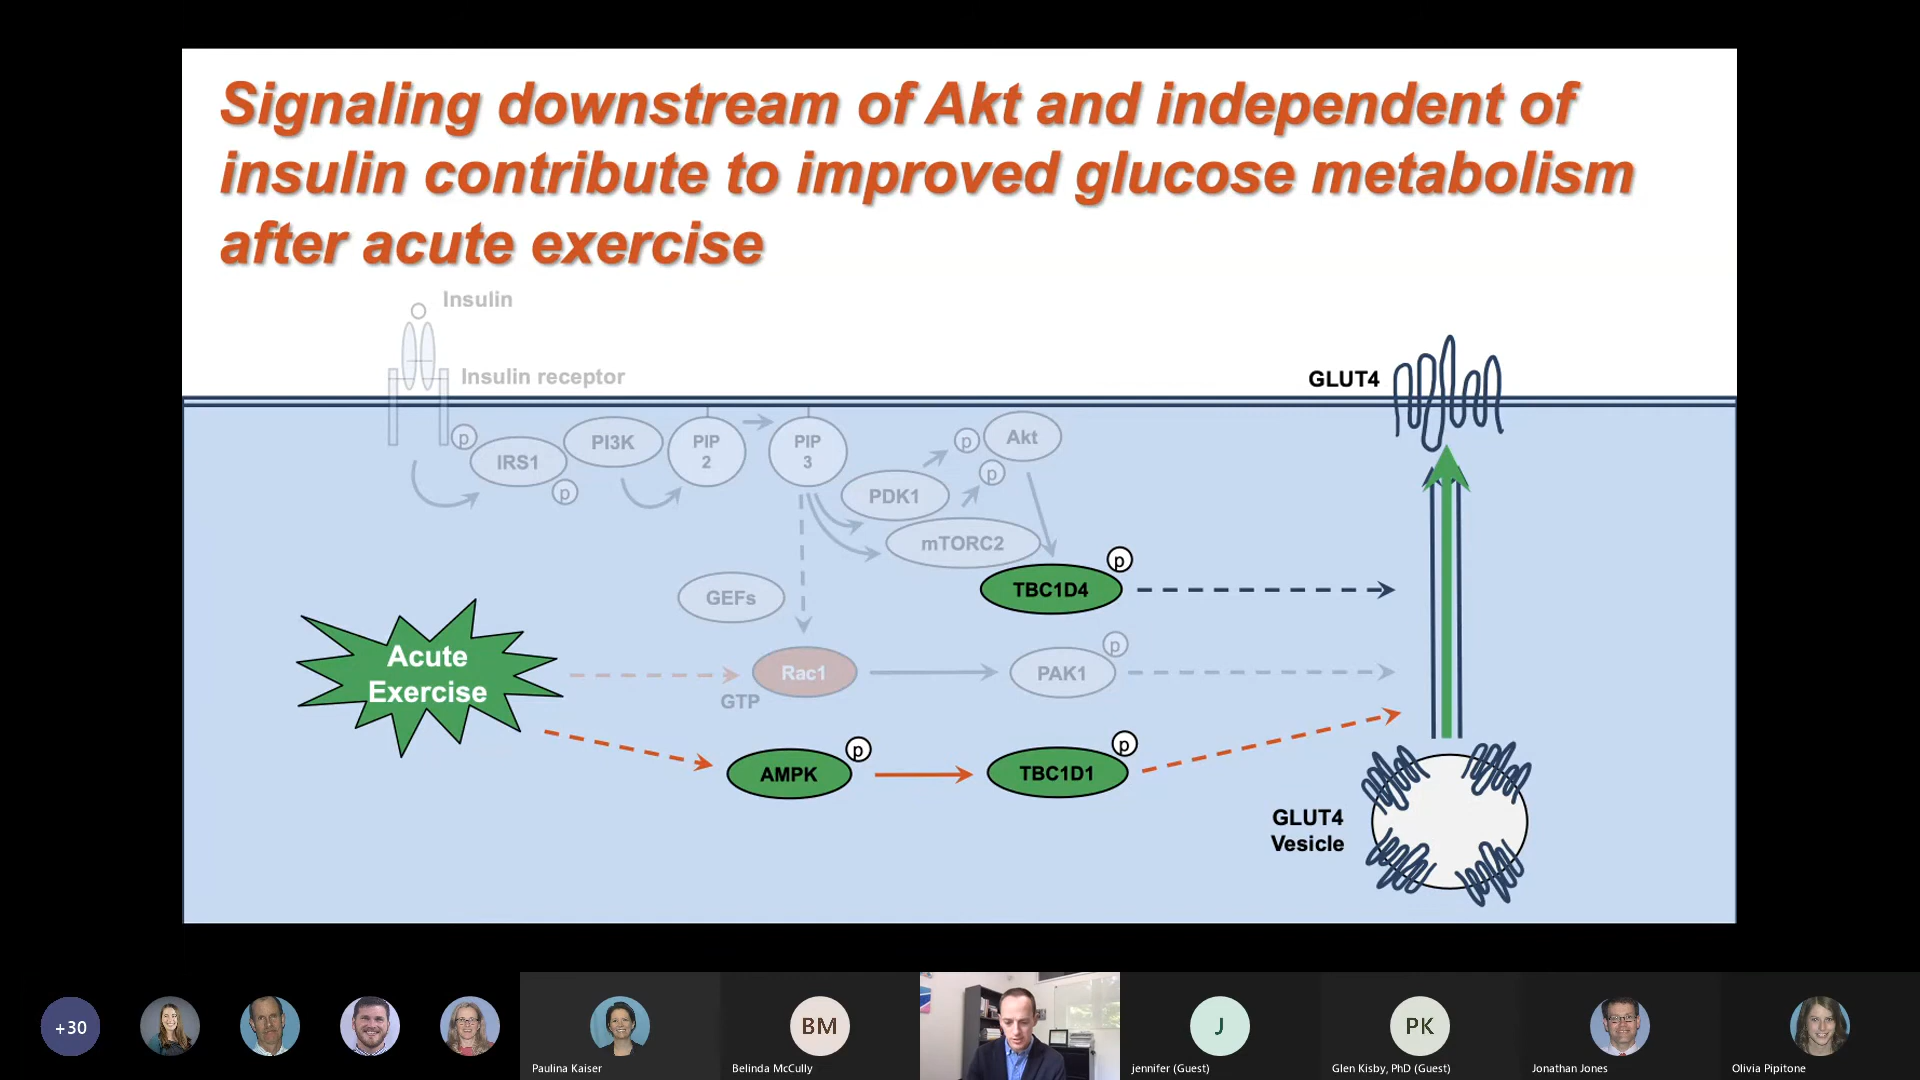 Signaling downstream of Akt and independent of
insulin contribute to improved glucose metabolism
after acute exercise
Insulin
Insulin receptor
GLUT4
p
IRS1
p
PI3K
PIP
2
PIP
3
p
Akt
p
PDK1
mTORC2
p
TBC1D4
GEFs
Acute
Exercise
Rac1
GTP
p
PAK1
p
AMPK
p
TBC1D1
GLUT4
Vesicle
+30
Paulina Kaiser
BM
Belinda McCully
J
jennifer (Guest)
PK
Glen Kisby, PhD (Guest)
Jonathan Jones
Olivia Pipitone